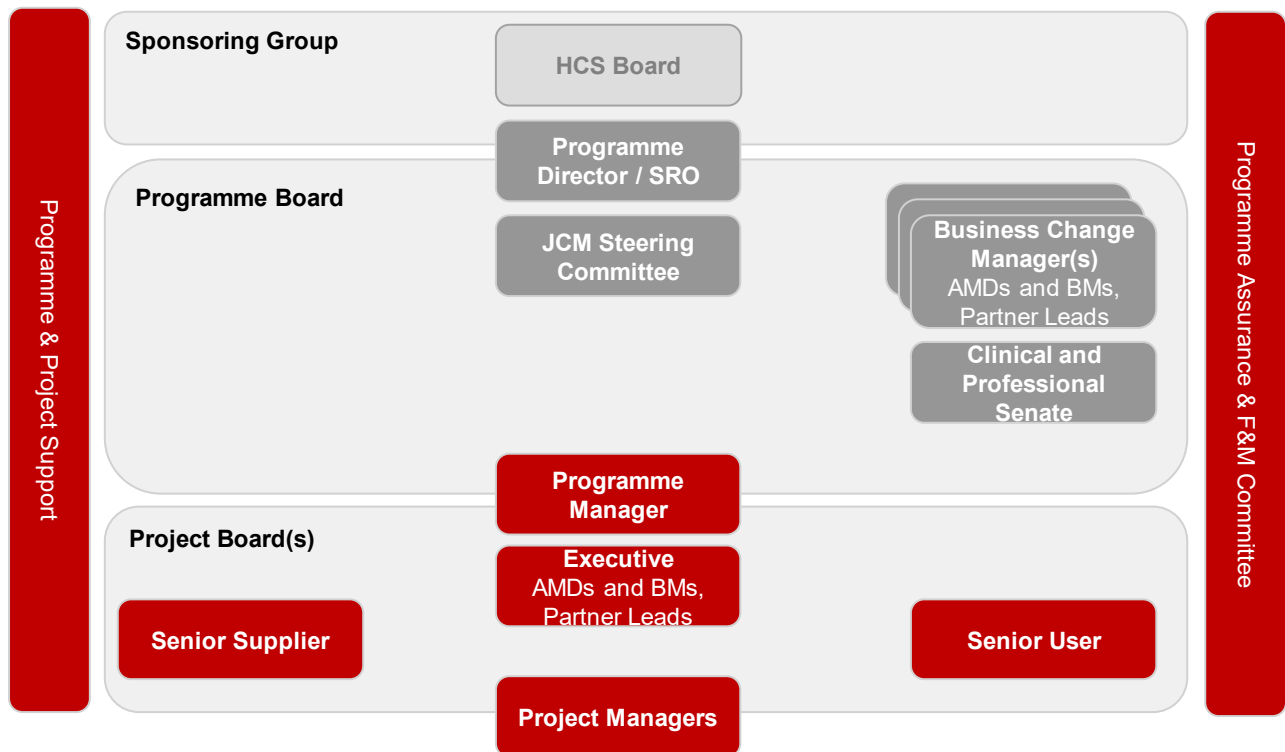 Programme & Project Support
Sponsoring Group
HCS Board
Programme
Director / SRO
Programme Board
JCM Steering
Committee
Business Change
Manager(s)
AMDs and BMs,
Partner Leads
Clinical and
Professional
Senate
Programme
Manager
Project Board(s)
Executive
AMDs and BMs,
Partner Leads
Senior Supplier
Senior User
Project Managers
Programme Assurance & F&M Committee